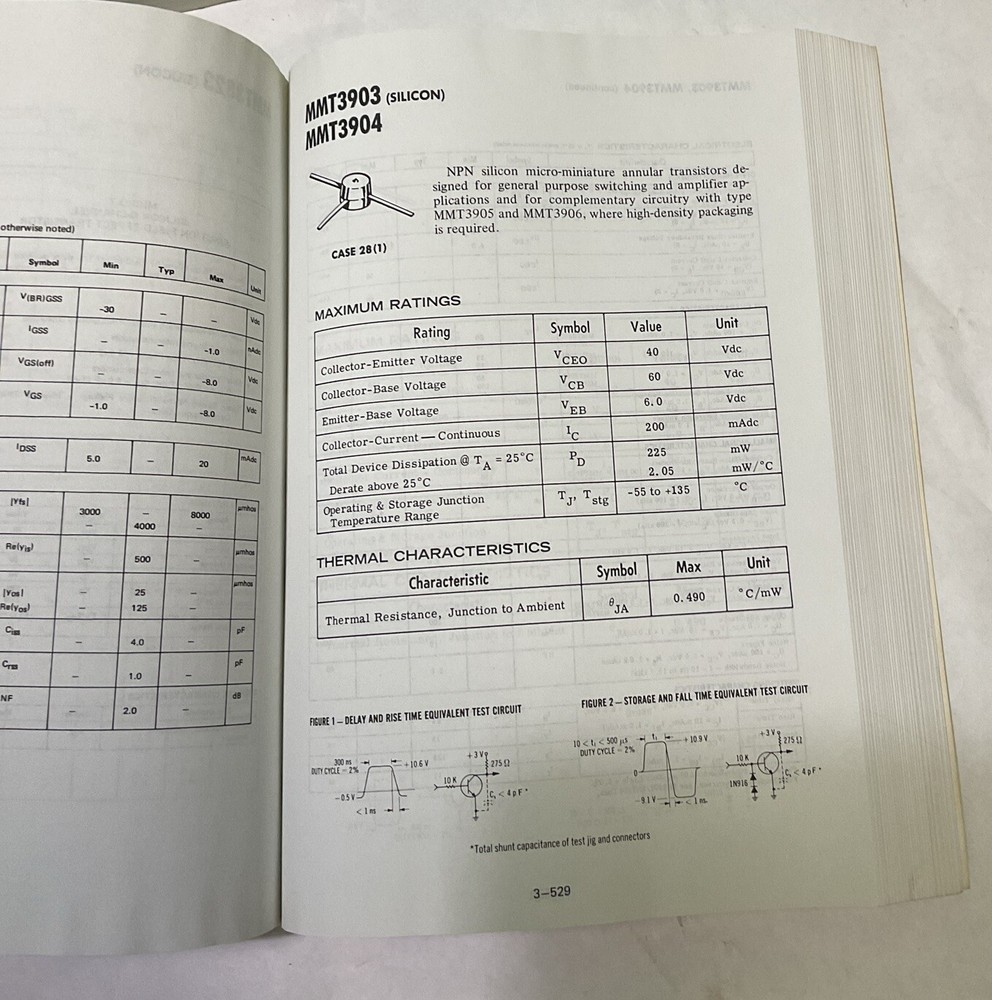 otherwise noted)
Symbol Min Typ Max Unit
V(BR)GSS -30 – – Vdc
IGSS – – -1.0 nAdc
VGS(off) – – -8.0 Vdc
VGS -1.0 – -8.0 Vdc
IDSS 5.0 – 20 mAdc
|Yfs| 3000 – 8000 μmhos
– 4000 –
Re(yis) – 500 – μmhos
|Yos| – 25 – μmhos
Re(yos) – 125 –
Ciss – 4.0 – pF
Crss – 1.0 – pF
NF – 2.0 – dB
MMT3903 (SILICON)
MMT3904
CASE 28(1)
NPN silicon micro-miniature annular transistors de-
signed for general purpose switching and amplifier ap-
plications and for complementary circuitry with type
MMT3905 and MMT3906, where high-density packaging
is required.
MAXIMUM RATINGS
Rating Symbol Value Unit
Collector-Emitter Voltage VCEO 40 Vdc
Collector-Base Voltage VCB 60 Vdc
Emitter-Base Voltage VEB 6.0 Vdc
Collector-Current — Continuous IC 200 mAdc
Total Device Dissipation @ TA = 25°C PD 225 mW
Derate above 25°C 2.05 mW/°C
Operating & Storage Junction TJ, Tstg -55 to +135 °C
Temperature Range
THERMAL CHARACTERISTICS
Characteristic Symbol Max Unit
Thermal Resistance, Junction to Ambient θJA 0.490 °C/mW
FIGURE 1 – DELAY AND RISE TIME EQUIVALENT TEST CIRCUIT
300 ns
DUTY CYCLE = 2%
+10.6 V
-0.5 V
< 1 ns
+3 V
275 Ω
10 K
Cs < 4 pF*
FIGURE 2 – STORAGE AND FALL TIME EQUIVALENT TEST CIRCUIT
10 < t1 < 500 μs
DUTY CYCLE = 2%
t1
+10.9 V
0
-9.1 V
< 1 ns.
+3 V
275 Ω
10 K
1N916
Cs < 4 pF*
*Total shunt capacitance of test jig and connectors
3–529